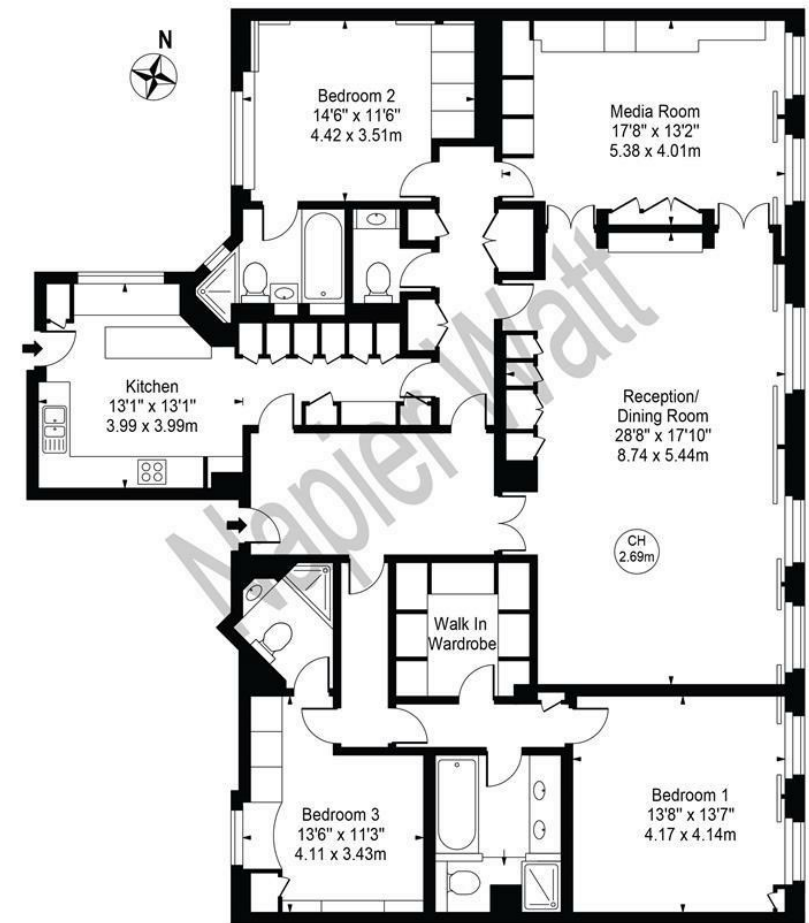 N
Bedroom 2
14'6" x 11'6"
4.42 x 3.51m
Media Room
17'8" x 13'2"
5.38 x 4.01m
Kitchen
13'1" x 13'1"
3.99 x 3.99m
Reception/
Dining Room
28'8" x 17'10"
8.74 x 5.44m
CH
2.69m
Napier Watt
Walk In
Wardrobe
Bedroom 3
13'6" x 11'3"
4.11 x 3.43m
Bedroom 1
13'8" x 13'7"
4.17 x 4.14m